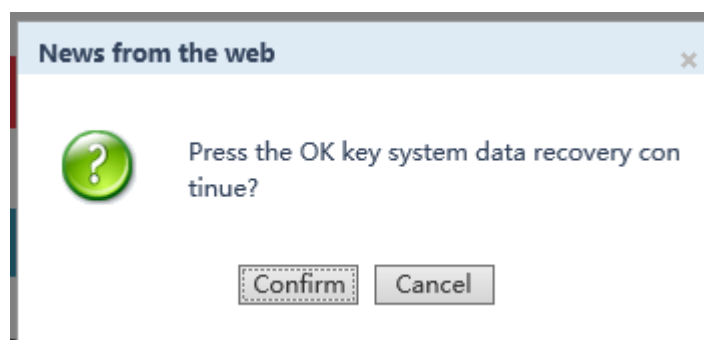 News from the web
Press the OK key system data recovery con
tinue?
Confirm Cancel